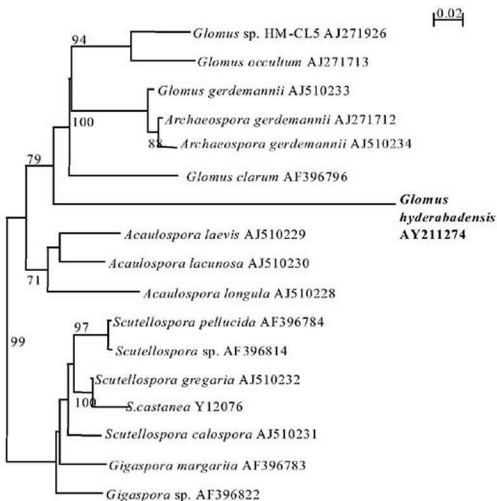 0.02
94
Glomus sp. HM-CL5 AJ271926
Glomus occultum AJ271713
Glomus gerdemannii AJ510233
100
Archaeospora gerdemannii AJ271712
88
Archaeospora gerdemannii AJ510234
79
Glomus clarum AF396796
Glomus
hyderabadensis
AY211274
Acaulospora laevis AJ510229
Acaulospora lacunosa AJ510230
71
Acaulospora longula AJ510228
97
Scutellospora pellucida AF396784
99
Scutellospora sp. AF396814
Scutellospora gregaria AJ510232
100
S.castanea Y12076
Scutellospora calospora AJ510231
Gigaspora margarita AF396783
Gigaspora sp. AF396822